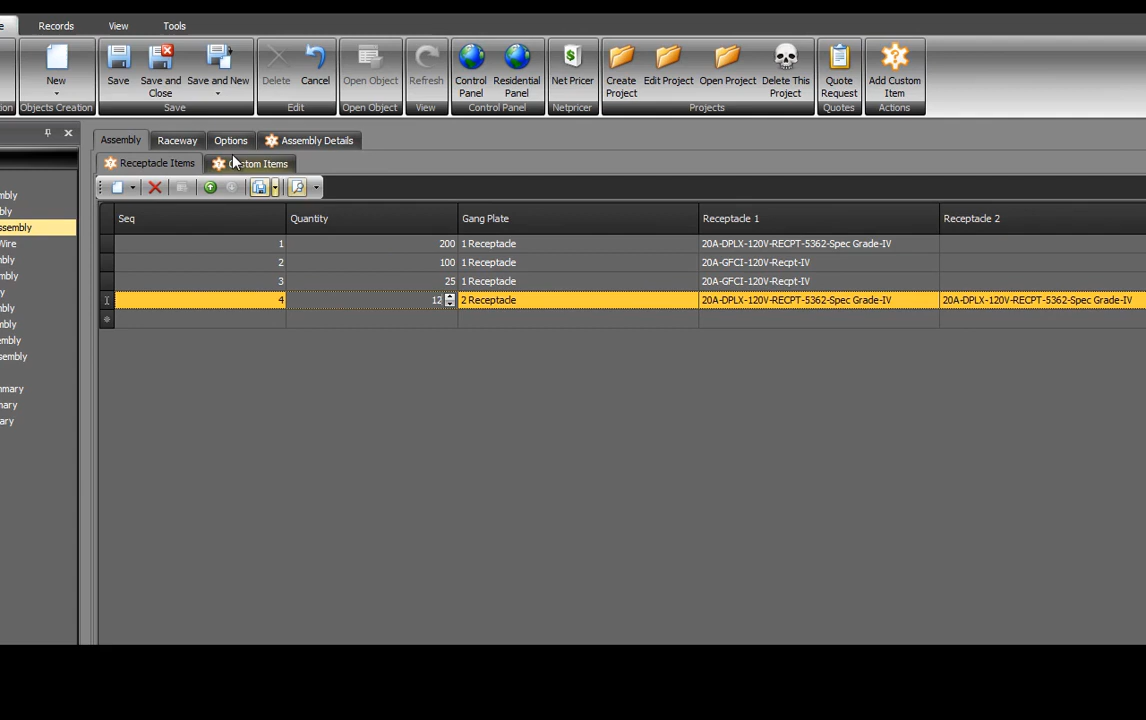 Records View Tools
New Save Save and Close Save and New Delete Cancel Open Object Refresh Control Panel Residential Panel Net Pricer Create Project Edit Project Open Project Delete This Project Quote Request Add Custom Item
Objects Creation Save Edit Open Object View Control Panel Netpricer Projects Quotes Actions
Assembly Raceway Options Assembly Details
Receptacle Items Items
Seq Quantity Gang Plate Receptacle 1 Receptacle 2
1 200 1 Receptacle 20A-DPLX-120V-RECPT-5362-Spec Grade-IV
2 100 1 Receptacle 20A-GFCI-120V-Recpt-IV
3 25 1 Receptacle 20A-GFCI-120V-Recpt-IV
4 12 2 Receptacle 20A-DPLX-120V-RECPT-5362-Spec Grade-IV 20A-DPLX-120V-RECPT-5362-Spec Grade-IV
Wire